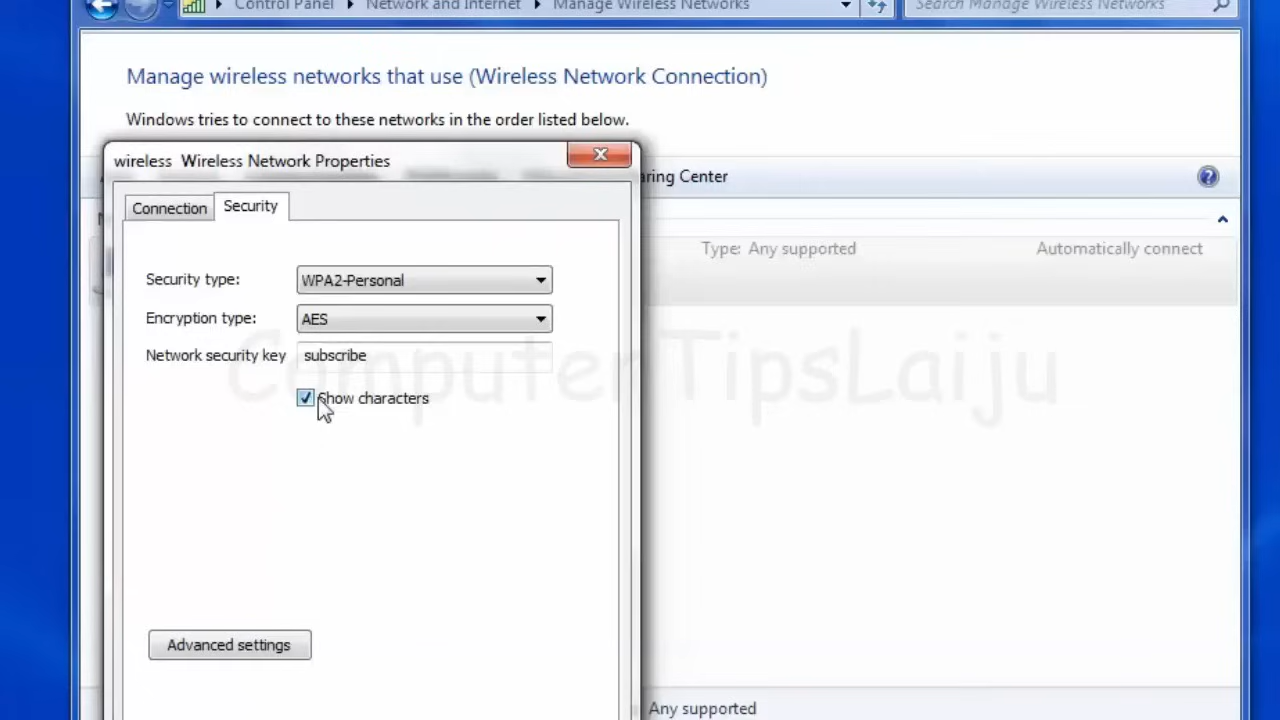 Control Panel Network and Internet Manage Wireless Networks Search Manage Wireless Networks
Manage wireless networks that use (Wireless Network Connection)
Windows tries to connect to these networks in the order listed below.
wireless Wireless Network Properties
aring Center
Connection Security
Type: Any supported Automatically connect
Security type: WPA2-Personal
Encryption type: AES
Network security key subscribe
Computer TipsLaiju
Show characters
Advanced settings
Any supported